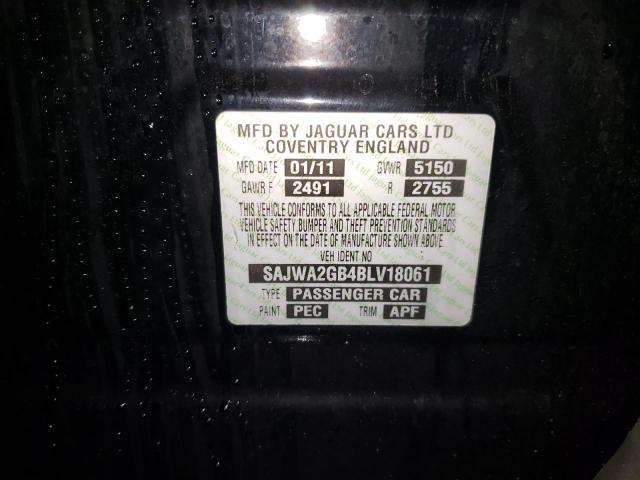 MFD BY JAGUAR CARS LTD
COVENTRY ENGLAND
MFD DATE 01/11 GVWR 5150
GAWR F 2491 R 2755
THIS VEHICLE CONFORMS TO ALL APPLICABLE FEDERAL MOTOR
VEHICLE SAFETY BUMPER AND THEFT PREVENTION STANDARDS
IN EFFECT ON THE DATE OF MANUFACTURE SHOWN ABOVE.
VEH IDENT NO
SAJWA2GB4BLV18061
TYPE PASSENGER CAR
PAINT PEC TRIM APF